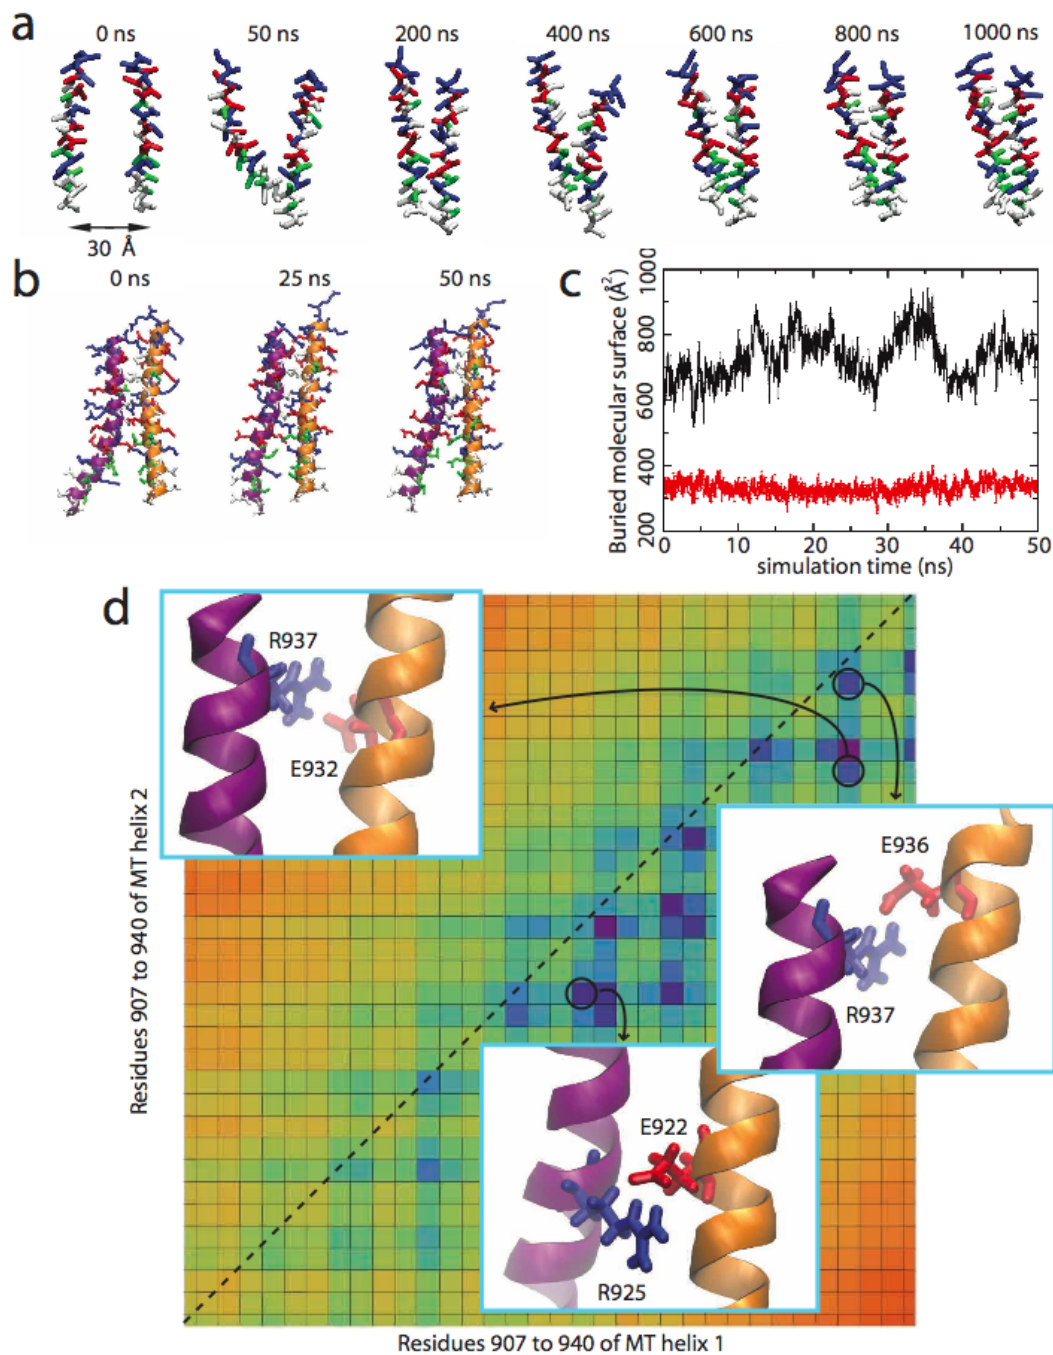 a
0 ns 50 ns 200 ns 400 ns 600 ns 800 ns 1000 ns
30 Å
b
0 ns 25 ns 50 ns
c
Buried molecular surface (Å²)
1000
800
600
400
200
0 10 20 30 40 50
simulation time (ns)
d
R937
E932
E936
R937
E922
R925
Residues 907 to 940 of MT helix 2
Residues 907 to 940 of MT helix 1